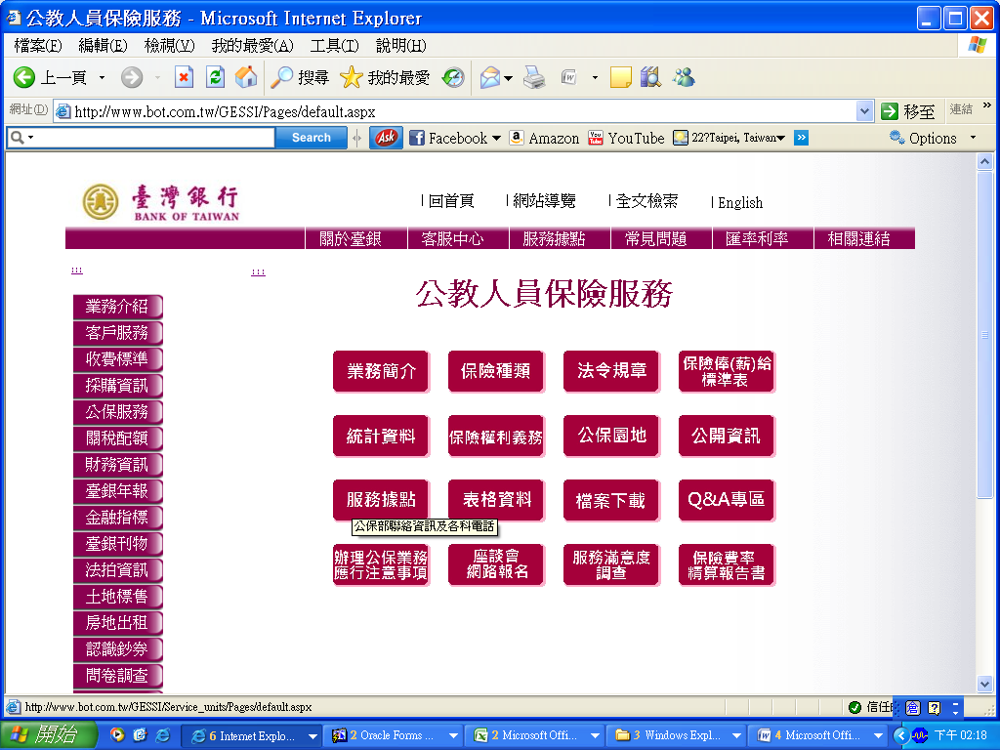 公教人員保險服務 - Microsoft Internet Explorer
檔案(F) 編輯(E) 檢視(V) 我的最愛(A) 工具(T) 說明(H)
上一頁 搜尋 我的最愛
網址(D) http://www.bot.com.tw/GESSI/Pages/default.aspx 移至 連結 »
Search Ask Facebook Amazon YouTube 22?Taipei, Taiwan » Options
臺灣銀行
BANK OF TAIWAN
| 回首頁 | 網站導覽 | 全文檢索 | English
關於臺銀 客服中心 服務據點 常見問題 匯率利率 相關連結
::: :::
公教人員保險服務
業務介紹
客戶服務
收費標準
採購資訊
公保服務
關稅配額
財務資訊
臺銀年報
金融指標
臺銀刊物
法拍資訊
土地標售
房地出租
認識鈔券
問卷調查
業務簡介 保險種類 法令規章 保險俸(薪)給
標準表
統計資料 保險權利義務 公保園地 公開資訊
服務據點 表格資料 檔案下載 Q&A專區
公保部聯絡資訊及各科電話
辦理公保業務
應行注意事項
座談會
網路報名
服務滿意度
調查
保險費率
精算報告書
http://www.bot.com.tw/GESSI/Service_units/Pages/default.aspx 信任 倉
開始 6 Internet Explo... 2 Oracle Forms ... 2 Microsoft Offi... 3 Windows Expl... 4 Microsoft Offi... 下午 02:18